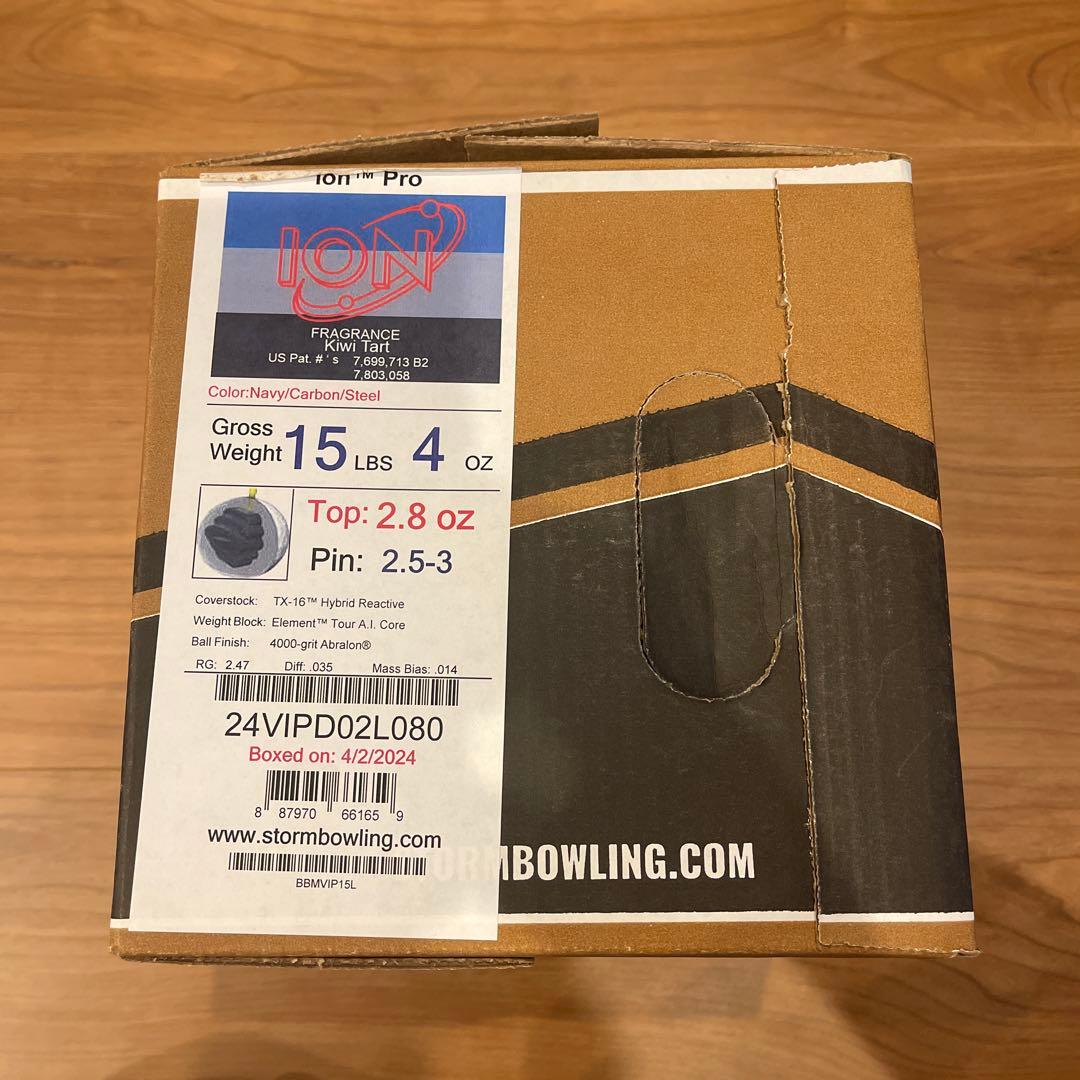 Ion™ Pro
ION
FRAGRANCE
Kiwi Tart
US Pat. # ' s 7,699,713 B2
7,803,058
Color:Navy/Carbon/Steel
Gross
Weight 15 LBS 4 OZ
Top: 2.8 oz
Pin: 2.5-3
Coverstock: TX-16™ Hybrid Reactive
Weight Block: Element™ Tour A.I. Core
Ball Finish: 4000-grit Abralon®
RG: 2.47 Diff: .035 Mass Bias: .014
24VIPD02L080
Boxed on: 4/2/2024
8 87970 66165 9
www.stormbowling.com
BBMVIP15L
ORMBOWLING.COM